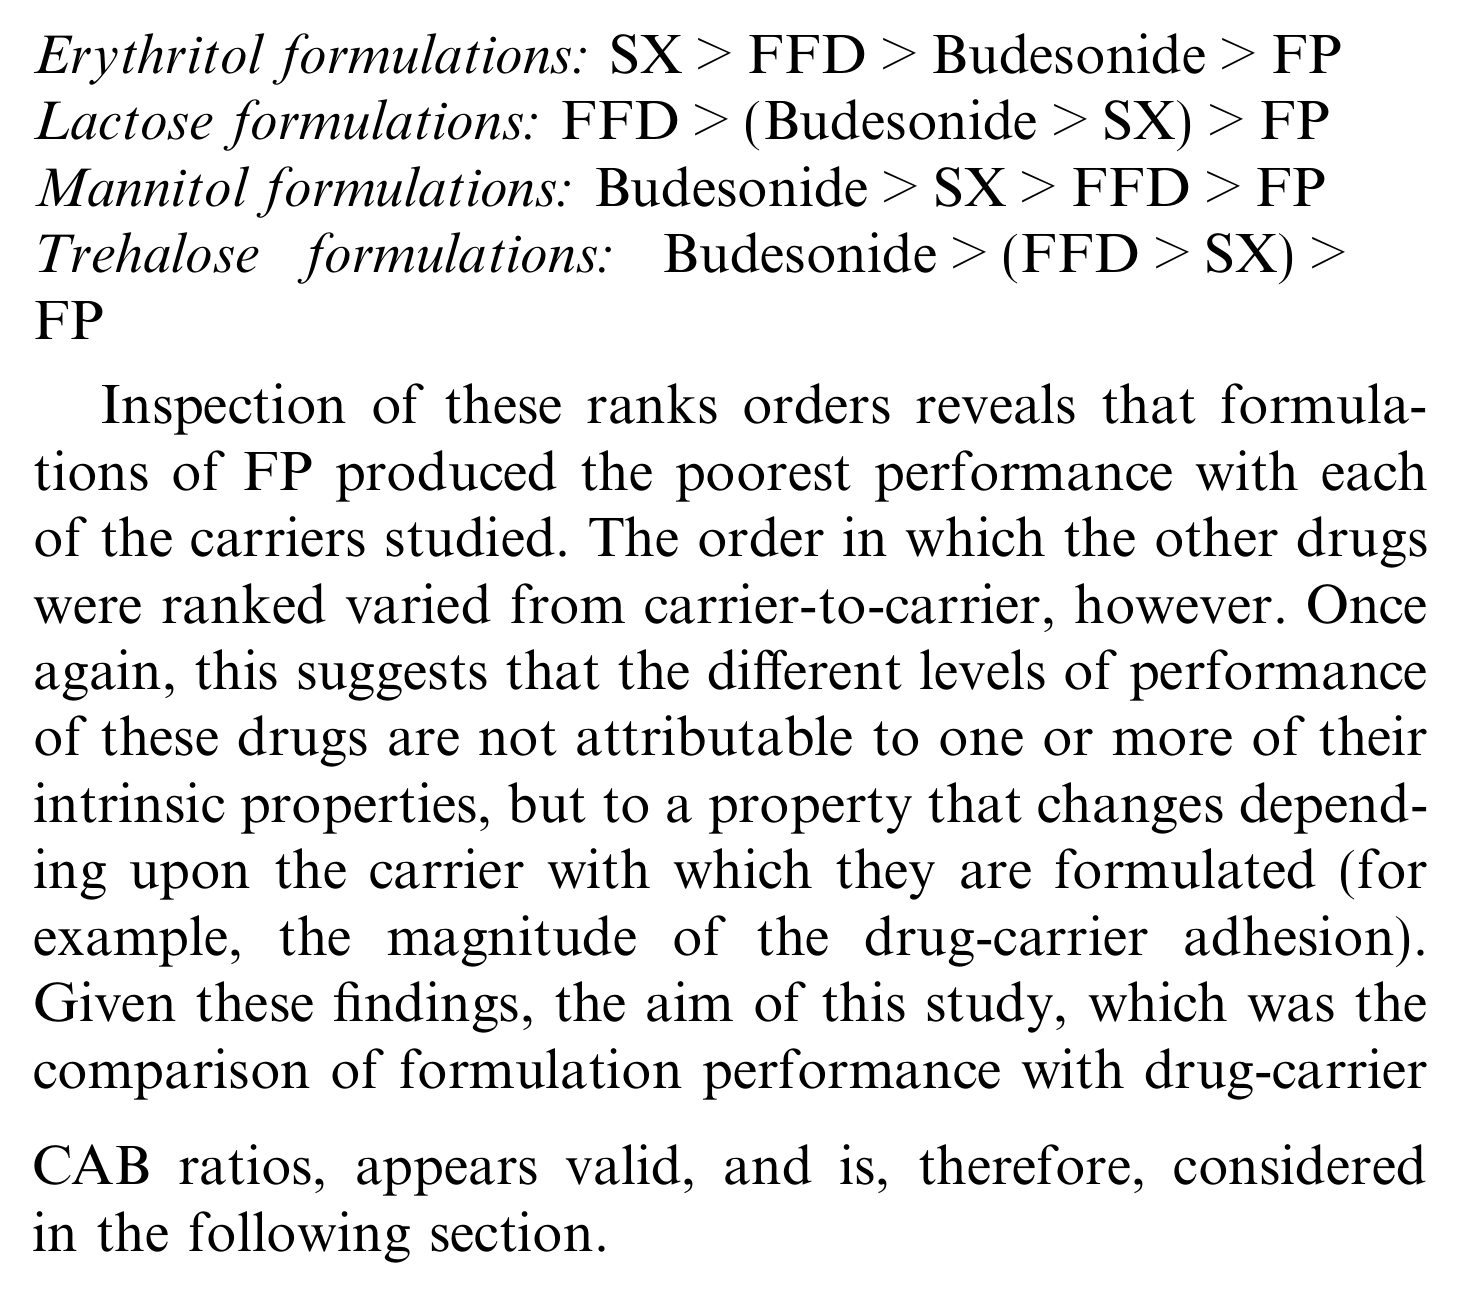 Erythritol formulations: SX > FFD > Budesonide > FP
Lactose formulations: FFD > (Budesonide > SX) > FP
Mannitol formulations: Budesonide > SX > FFD > FP
Trehalose formulations: Budesonide > (FFD > SX) >
FP
Inspection of these ranks orders reveals that formula-
tions of FP produced the poorest performance with each
of the carriers studied. The order in which the other drugs
were ranked varied from carrier-to-carrier, however. Once
again, this suggests that the different levels of performance
of these drugs are not attributable to one or more of their
intrinsic properties, but to a property that changes depend-
ing upon the carrier with which they are formulated (for
example, the magnitude of the drug-carrier adhesion).
Given these findings, the aim of this study, which was the
comparison of formulation performance with drug-carrier
CAB ratios, appears valid, and is, therefore, considered
in the following section.